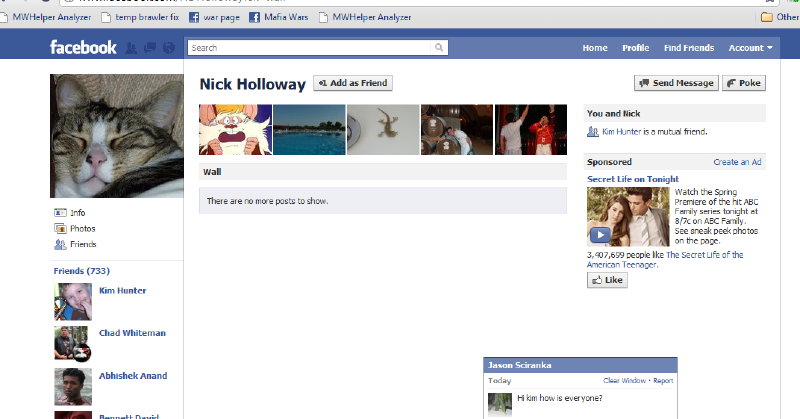 MWHelper Analyzer
temp brawler fix
war page
Mafia Wars
MWHelper Analyzer
Other
facebook
Search
Home
Profile
Find Friends
Account
Nick Holloway
Add as Friend
Send Message
Poke
You and Nick
Kim Hunter is a mutual friend.
Wall
There are no more posts to show.
Sponsored
Create an Ad
Secret Life on Tonight
Watch the Spring
Premiere of the hit ABC
Family series tonight at
8/7c on ABC Family.
See sneak peek photos
on the page.
3,407,699 people like The Secret Life of the
American Teenager.
Like
Info
Photos
Friends
Friends (733)
Kim Hunter
Chad Whiteman
Abhishek Anand
Bennett David
Jason Sciranka
Today
Clear Window · Report
Hi kim how is everyone?